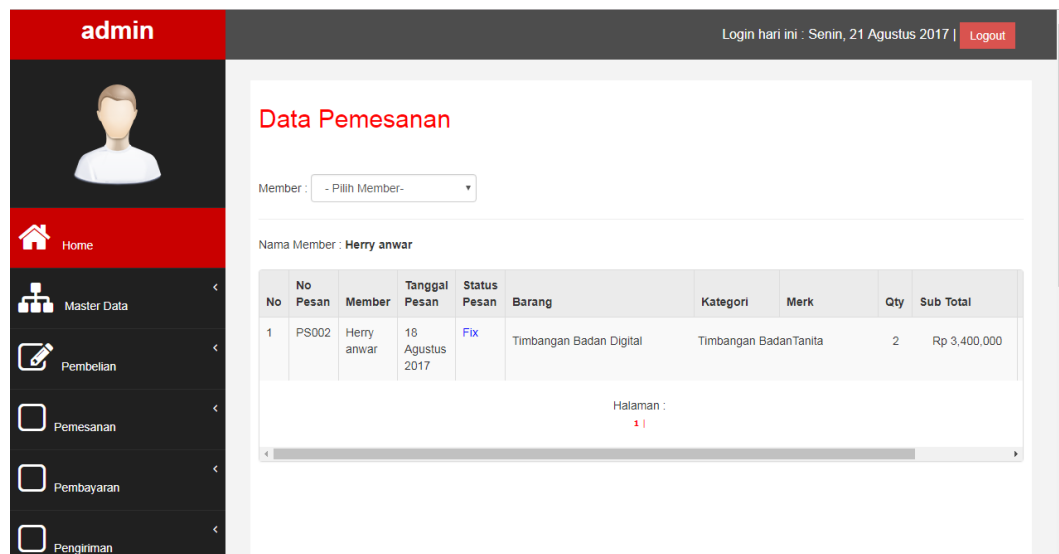 admin
Login hari ini : Senin, 21 Agustus 2017 | Logout
Home
Master Data
Pembelian
Pemesanan
Pembayaran
Pengiriman
Data Pemesanan
Member : - Pilih Member-
Nama Member : Herry anwar
No No Pesan Member Tanggal Pesan Status Pesan Barang Kategori Merk Qty Sub Total
1 PS002 Herry anwar 18 Agustus 2017 Fix Timbangan Badan Digital Timbangan Badan Tanita 2 Rp 3,400,000
Halaman :
1 |